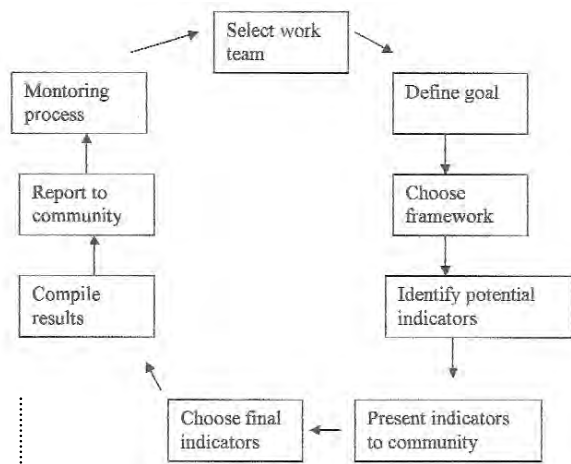 Select work
team
Define goal
Choose
framework
Identify potential
indicators
Present indicators
to community
Choose final
indicators
Compile
results
Report to
community
Montoring
process